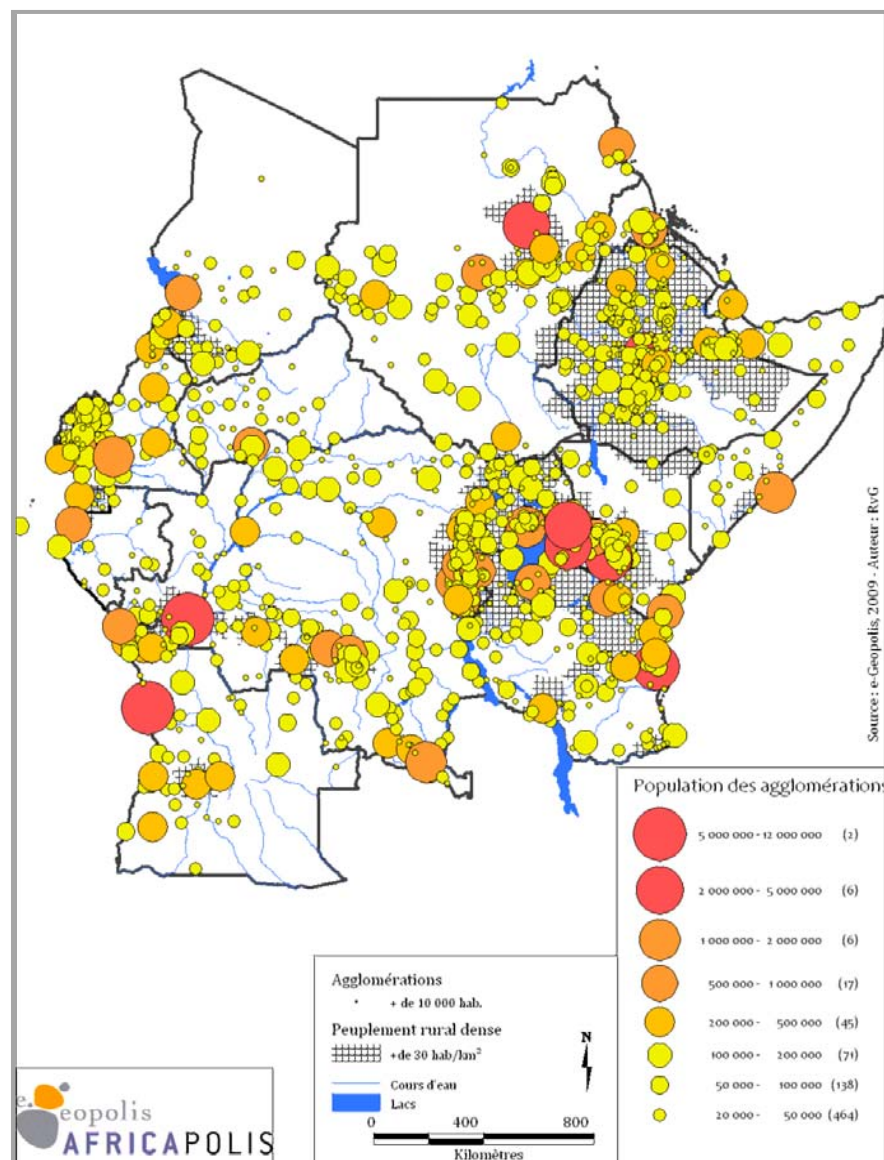 Source : e-Geopolis, 2009 - Auteur : RvG
Population des agglomérations
5 000 000 - 12 000 000 (2)
2 000 000 - 5 000 000 (6)
1 000 000 - 2 000 000 (6)
500 000 - 1 000 000 (17)
200 000 - 500 000 (45)
100 000 - 200 000 (71)
50 000 - 100 000 (138)
20 000 - 50 000 (464)
Agglomérations
+ de 10 000 hab.
Peuplement rural dense
+de 30 hab/km²
Cours d'eau
Lacs
N
0 400 800
Kilomètres
e.Geopolis
AFRICAPOLIS